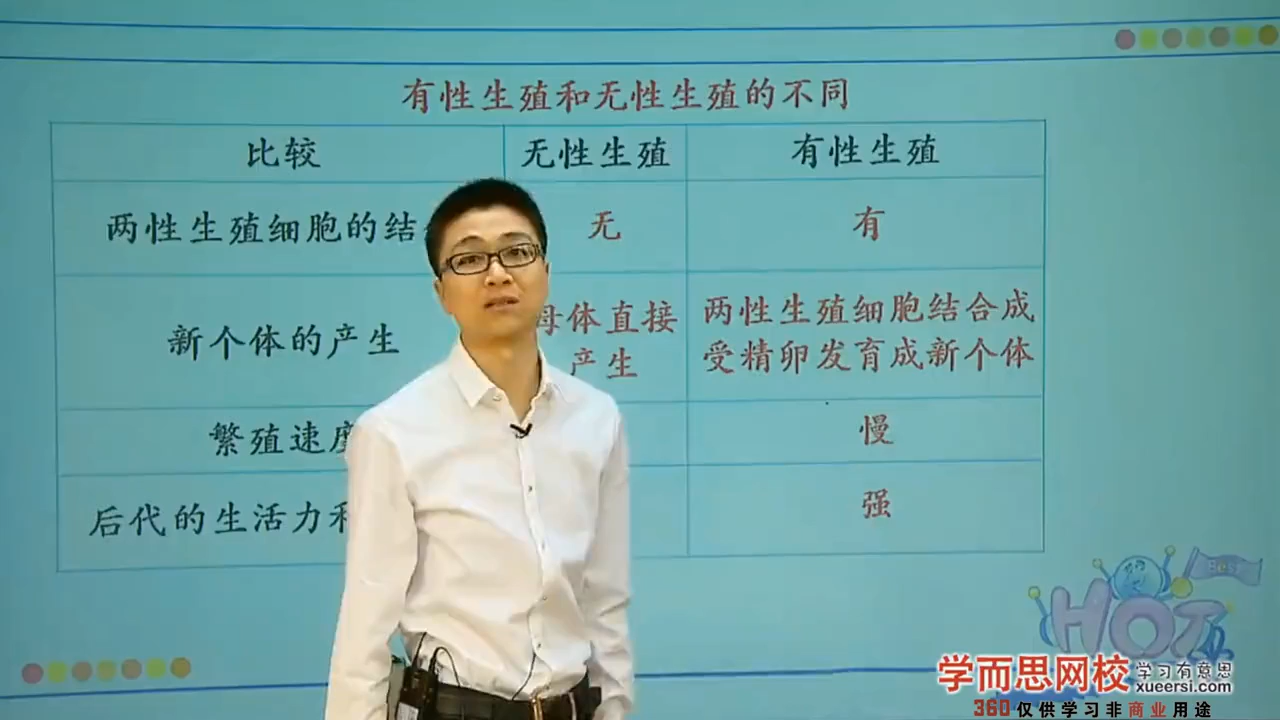 有性生殖和无性生殖的不同
比较 无性生殖 有性生殖
两性生殖细胞的结 无 有
新个体的产生 母体直接产生 两性生殖细胞结合成受精卵发育成新个体
繁殖速度 慢
后代的生活力和 强
Best
HOT
学而思网校 学习有意思
xueersi.com
360仅供学习非商业用途